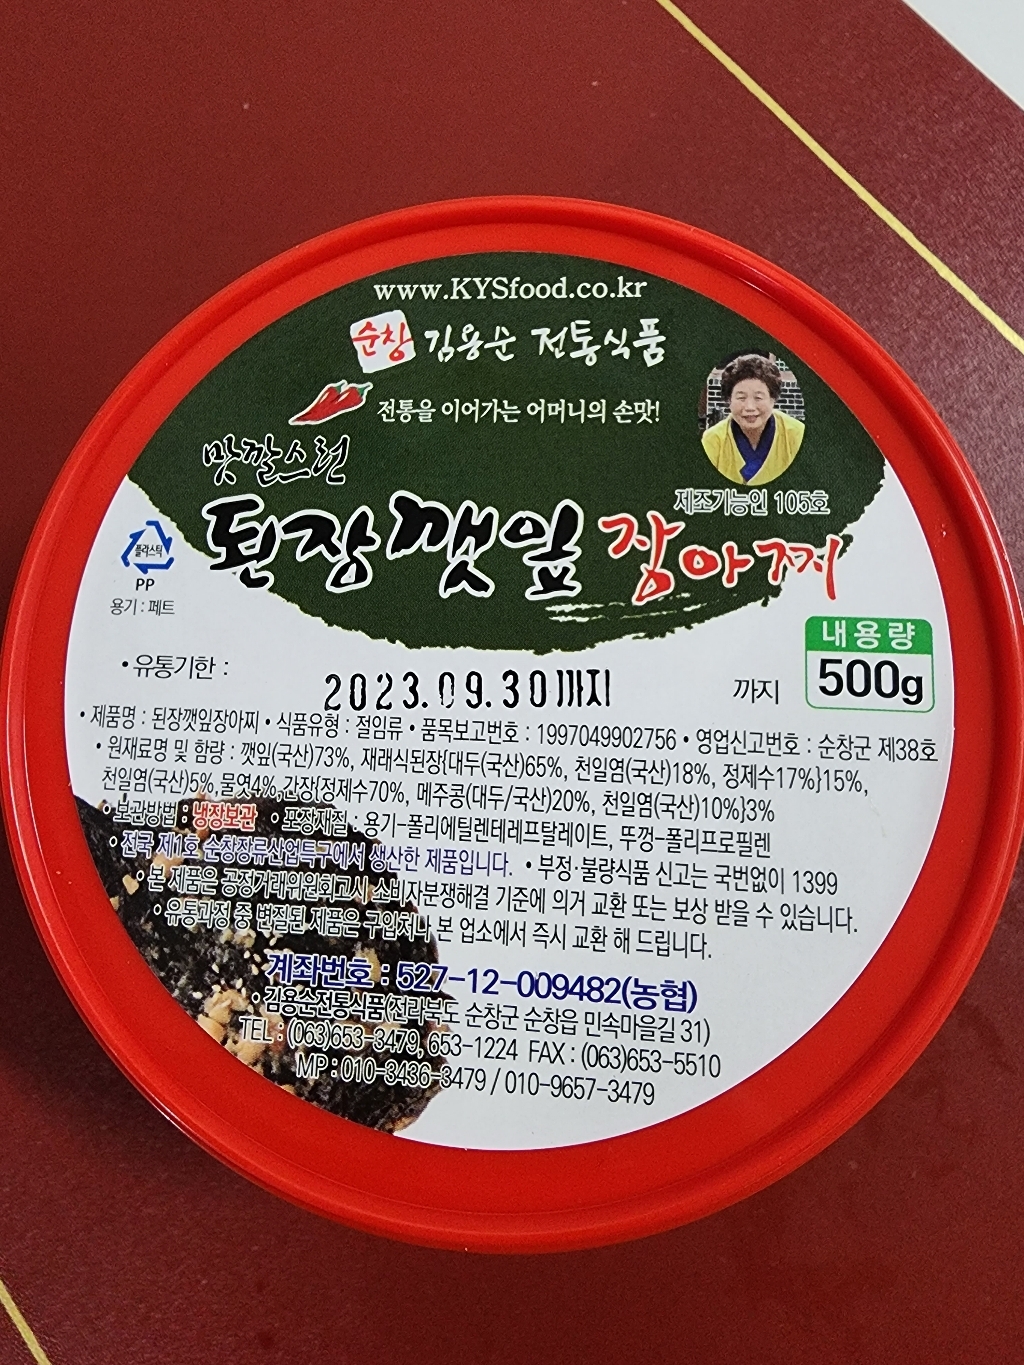 www.KYSfood.co.kr
순창 김용순 전통식품
전통을 이어가는 어머니의 손맛!
맛깔스런
제조기능인 105호
된장깻잎장아찌
플라스틱
PP
용기 : 페트
내용량
500g
• 유통기한 :
2023.09.30까지
까지
• 제품명 : 된장깻잎장아찌 • 식품유형 : 절임류 • 품목보고번호 : 1997049902756 • 영업신고번호 : 순창군 제38호
• 원재료명 및 함량 : 깻잎(국산)73%, 재래식된장{대두(국산)65%, 천일염(국산)18%, 정제수17%}15%,
천일염(국산)5%,물엿4%,간장{정제수70%, 메주콩(대두/국산)20%, 천일염(국산)10%}3%
• 보관방법 : 냉장보관 • 포장재질 : 용기-폴리에틸렌테레프탈레이트, 뚜껑-폴리프로필렌
• 전국 제1호 순창장류산업특구에서 생산한 제품입니다. • 부정·불량식품 신고는 국번없이 1399
• 본 제품은 공정거래위원회고시 소비자분쟁해결 기준에 의거 교환 또는 보상 받을 수 있습니다.
• 유통과정 중 변질된 제품은 구입처나 본 업소에서 즉시 교환 해 드립니다.
계좌번호 : 527-12-009482(농협)
• 김용순전통식품(전라북도 순창군 순창읍 민속마을길 31)
TEL : (063)653-3479, 653-1224 FAX : (063)653-5510
MP : 010-3436-3479 / 010-9657-3479